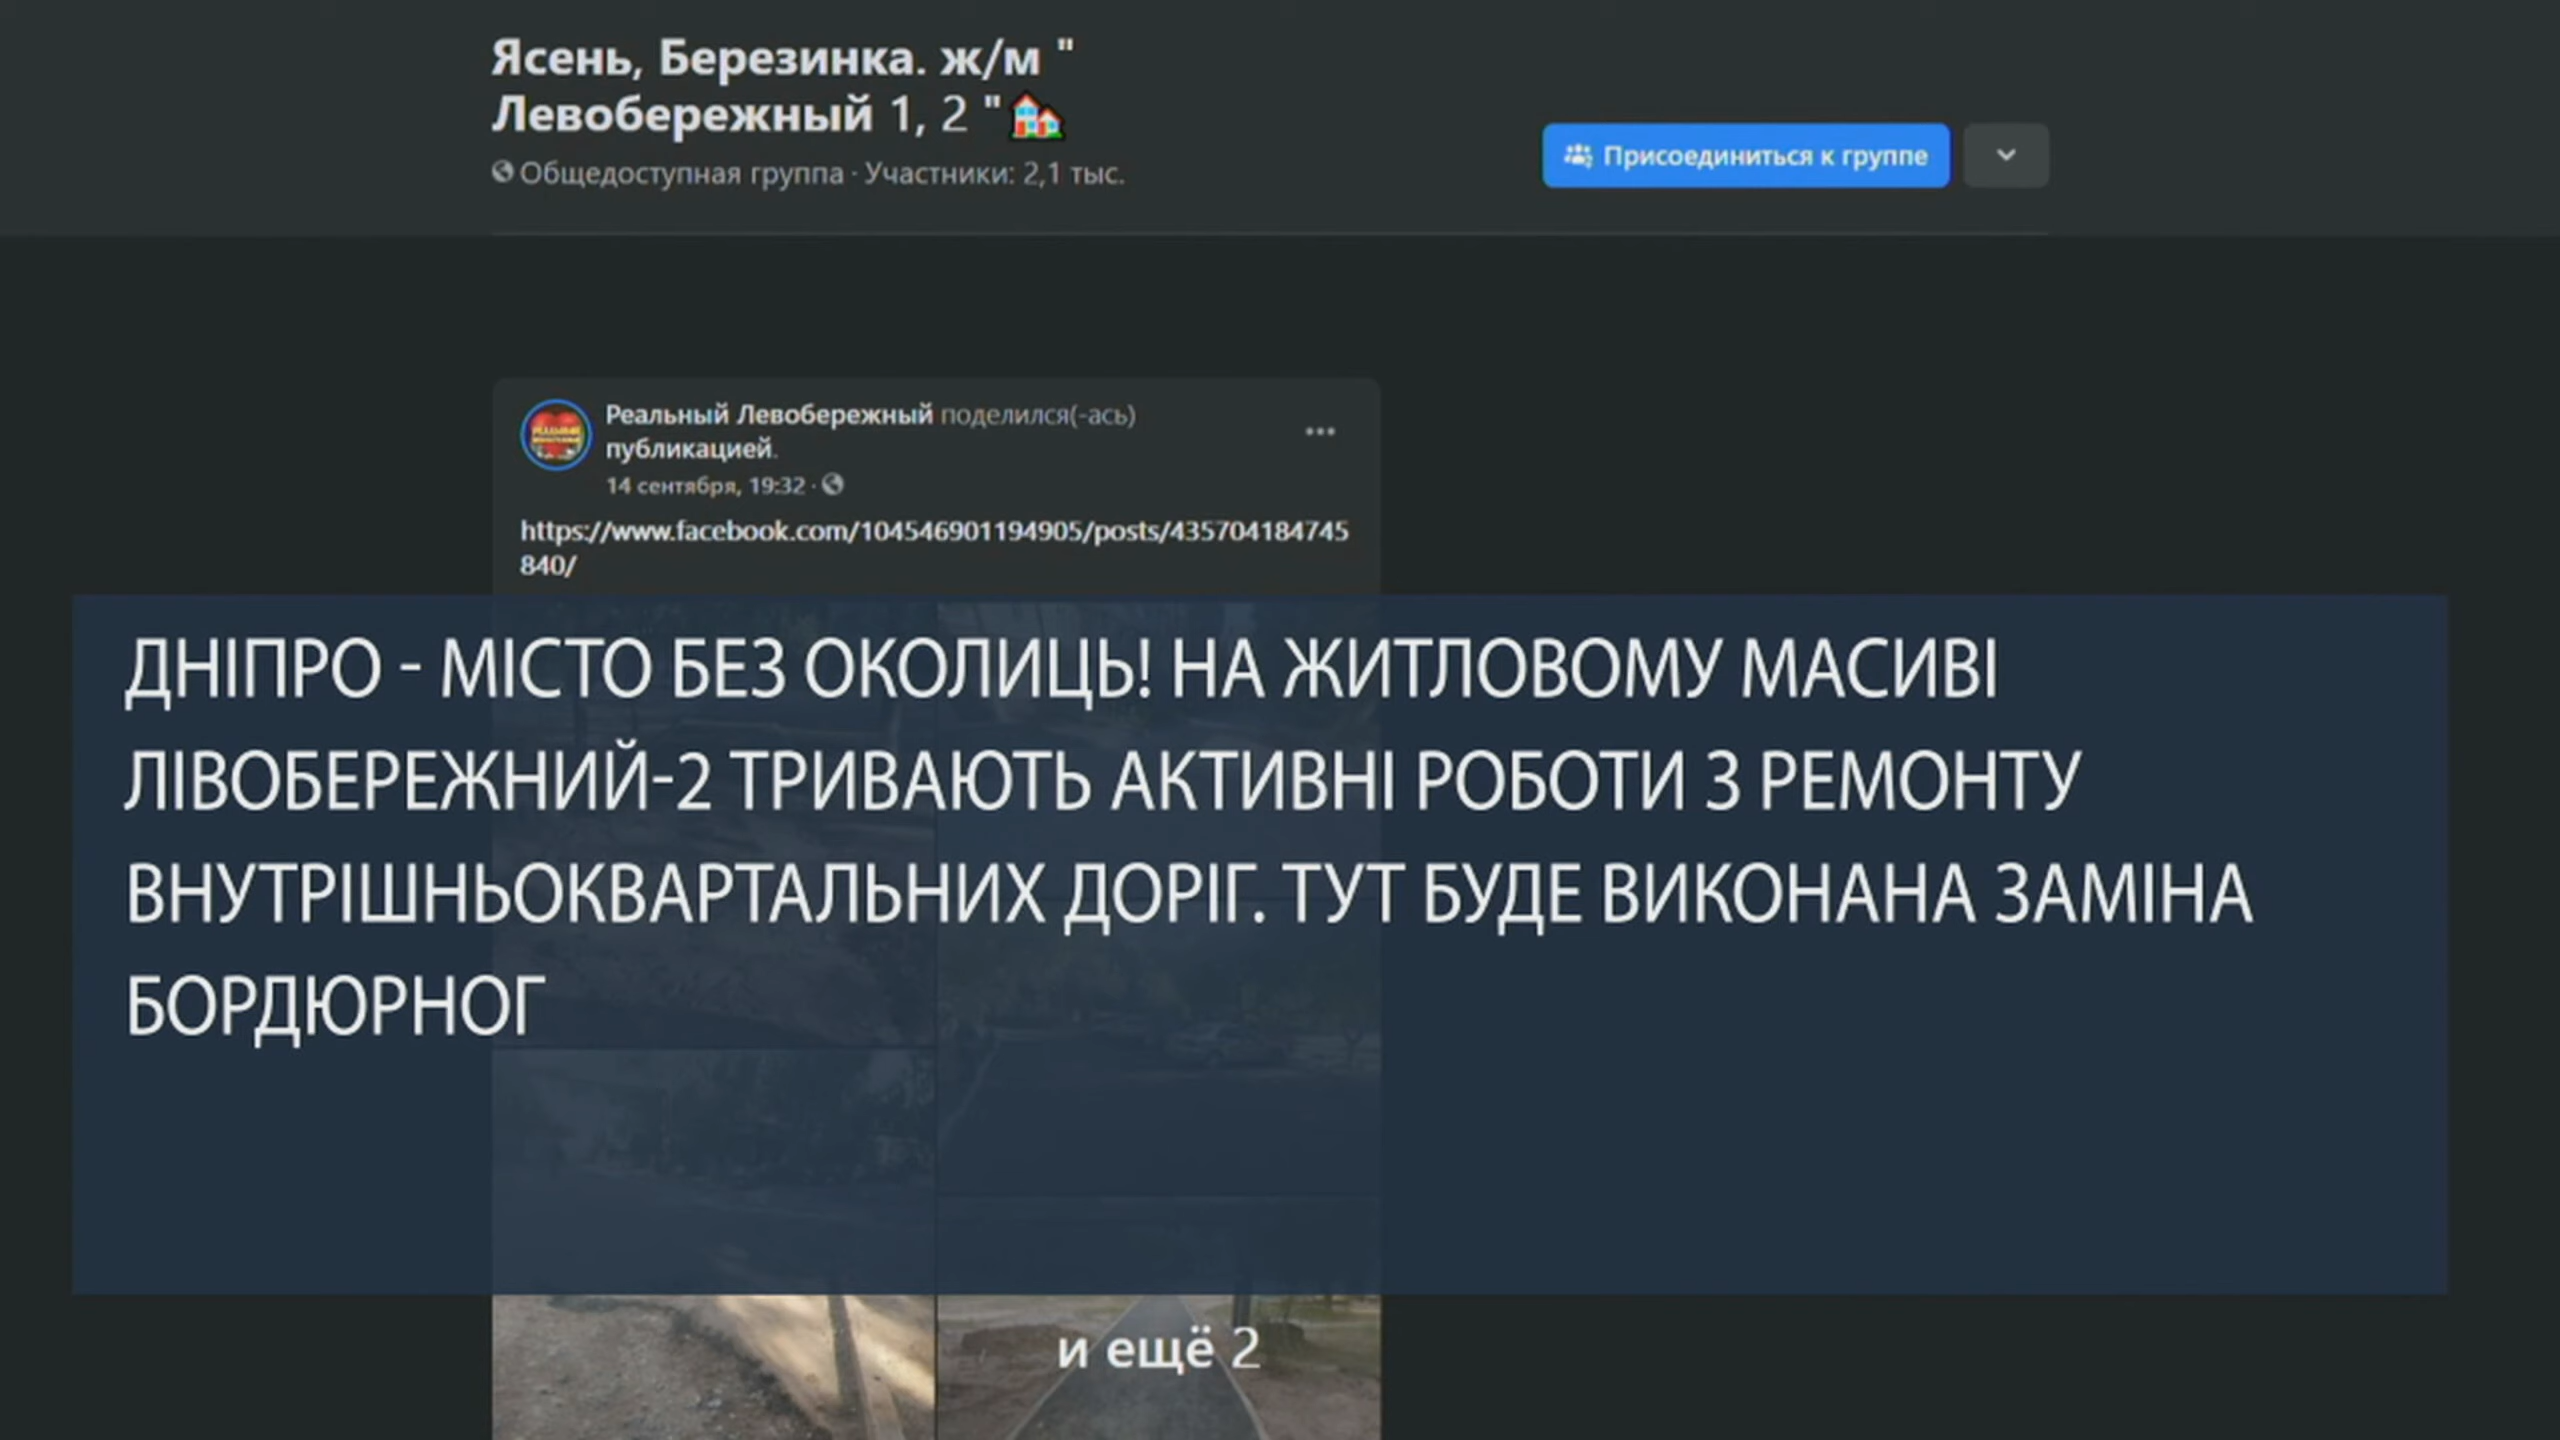 Ясень, Березинка. ж/м "
Левобережный 1, 2 "
Общедоступная группа · Участники: 2,1 тыс.
Присоединиться к группе
Реальный Левобережный поделился(-ась)
публикацией.
14 сентября, 19:32 ·
https://www.facebook.com/104546901194905/posts/435704184745
840/
ДНІПРО - МІСТО БЕЗ ОКОЛИЦЬ! НА ЖИТЛОВОМУ МАСИВІ
ЛІВОБЕРЕЖНИЙ-2 ТРИВАЮТЬ АКТИВНІ РОБОТИ З РЕМОНТУ
ВНУТРІШНЬОКВАРТАЛЬНИХ ДОРІГ. ТУТ БУДЕ ВИКОНАНА ЗАМІНА
БОРДЮРНОГ
и ещё 2